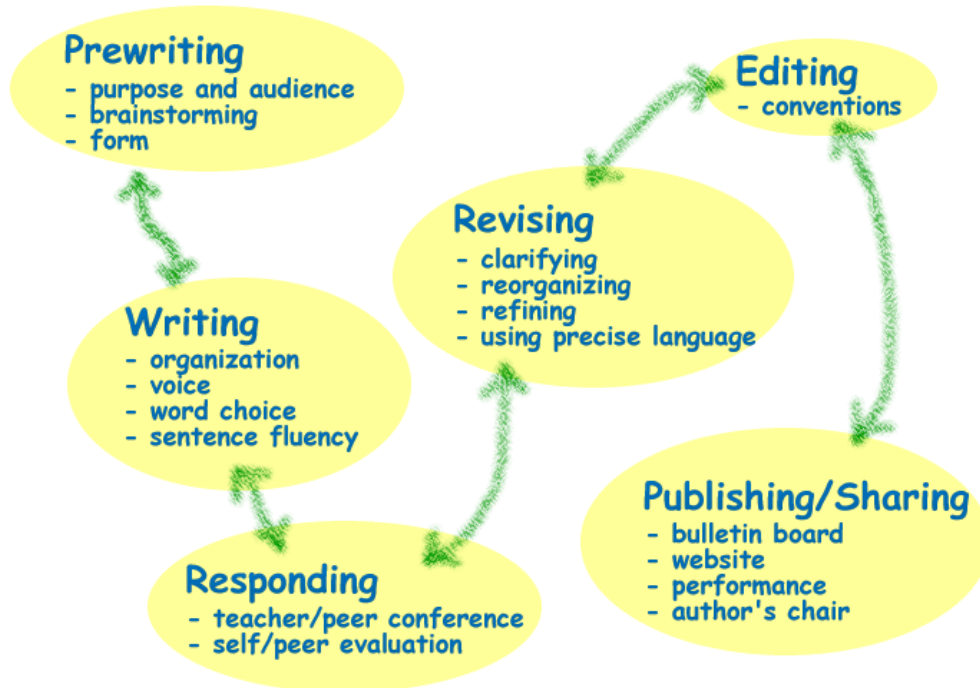 Prewriting
- purpose and audience
- brainstorming
- form
Writing
- organization
- voice
- word choice
- sentence fluency
Responding
- teacher/peer conference
- self/peer evaluation
Revising
- clarifying
- reorganizing
- refining
- using precise language
Editing
- conventions
Publishing/Sharing
- bulletin board
- website
- performance
- author's chair